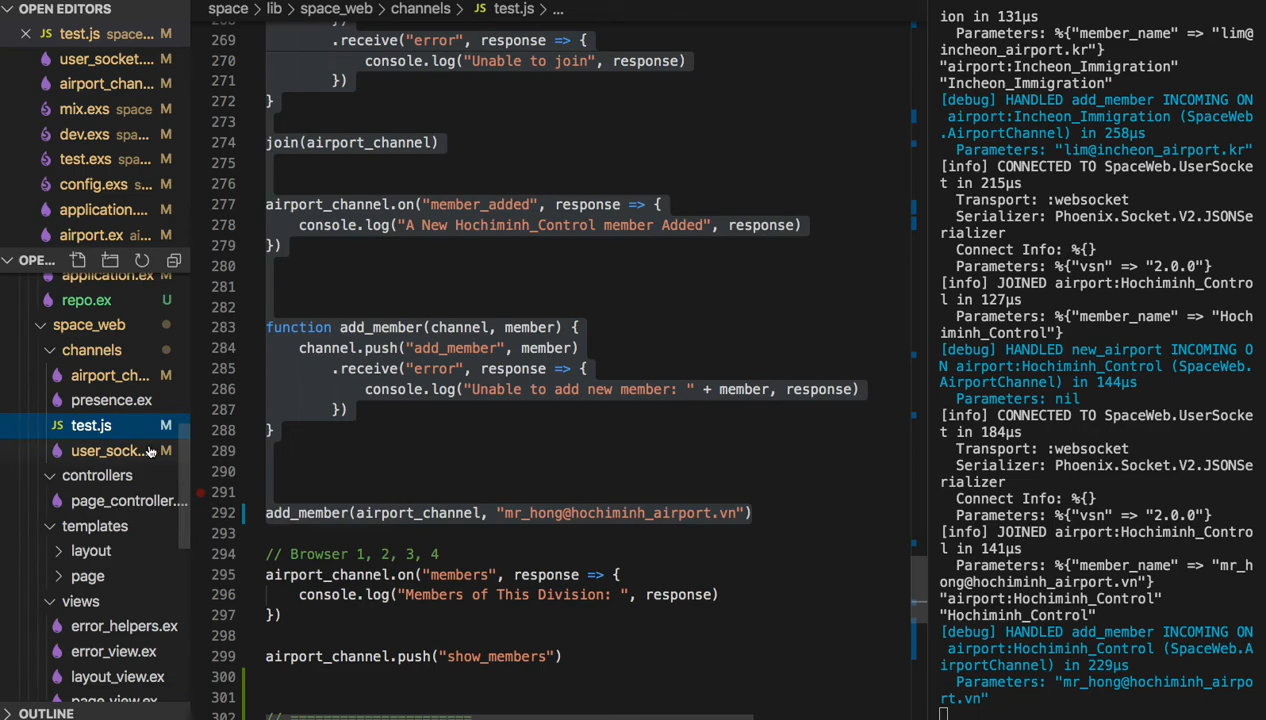 OPEN EDITORS
test.js space... M
user_socket.... M
airport_chan... M
mix.exs space M
dev.exs spa... M
test.exs spa... M
config.exs s... M
application.... M
airport.ex ai... M
OPE...
application.ex M
repo.ex U
space_web
channels
airport_ch... M
presence.ex
JS test.js M
user_sock... M
controllers
page_controller....
templates
layout
page
views
error_helpers.ex
error_view.ex
layout_view.ex
page_view.ex
OUTLINE
space > lib > space_web > channels > JS test.js > ...
268 })
269 .receive("error", response => {
270 console.log("Unable to join", response)
271 })
272 }
273
274 join(airport_channel)
275
276
277 airport_channel.on("member_added", response => {
278 console.log("A New Hochiminh_Control member Added", response)
279 })
280
281
282
283 function add_member(channel, member) {
284 channel.push("add_member", member)
285 .receive("error", response => {
286 console.log("Unable to add new member: " + member, response)
287 })
288 }
289
290
291
292 add_member(airport_channel, "mr_hong@hochiminh_airport.vn")
293
294 // Browser 1, 2, 3, 4
295 airport_channel.on("members", response => {
296 console.log("Members of This Division: ", response)
297 })
298
299 airport_channel.push("show_members")
300
301
302 // ======================
ion in 131µs
Parameters: %{"member_name" => "lim@
incheon_airport.kr"}
"airport:Incheon_Immigration"
"Incheon_Immigration"
[debug] HANDLED add_member INCOMING ON
airport:Incheon_Immigration (SpaceWeb
.AirportChannel) in 258µs
Parameters: "lim@incheon_airport.kr"
[info] CONNECTED TO SpaceWeb.UserSocke
t in 215µs
Transport: :websocket
Serializer: Phoenix.Socket.V2.JSONSe
rializer
Connect Info: %{}
Parameters: %{"vsn" => "2.0.0"}
[info] JOINED airport:Hochiminh_Contro
l in 127µs
Parameters: %{"member_name" => "Hoch
iminh_Control"}
[debug] HANDLED new_airport INCOMING O
N airport:Hochiminh_Control (SpaceWeb.
AirportChannel) in 144µs
Parameters: nil
[info] CONNECTED TO SpaceWeb.UserSocke
t in 184µs
Transport: :websocket
Serializer: Phoenix.Socket.V2.JSONSe
rializer
Connect Info: %{}
Parameters: %{"vsn" => "2.0.0"}
[info] JOINED airport:Hochiminh_Contro
l in 141µs
Parameters: %{"member_name" => "mr_h
ong@hochiminh_airport.vn"}
"airport:Hochiminh_Control"
"Hochiminh_Control"
[debug] HANDLED add_member INCOMING ON
airport:Hochiminh_Control (SpaceWeb.A
irportChannel) in 229µs
Parameters: "mr_hong@hochiminh_airpo
rt.vn"